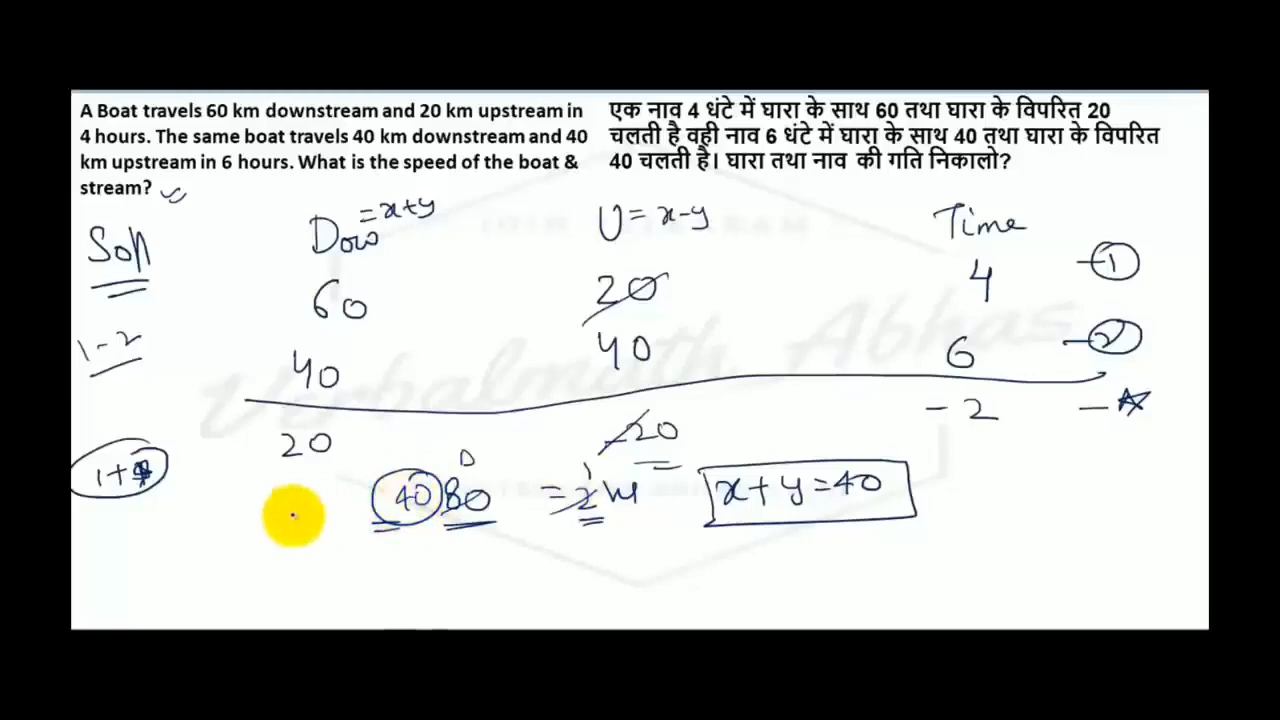 A Boat travels 60 km downstream and 20 km upstream in
4 hours. The same boat travels 40 km downstream and 40
km upstream in 6 hours. What is the speed of the boat &
stream?
एक नाव 4 धंटे में घारा के साथ 60 तथा घारा के विपरित 20
चलती है वही नाव 6 धंटे में घारा के साथ 40 तथा घारा के विपरित
40 चलती है। घारा तथा नाव की गति निकालो?
Soln
Dow = x+y
U = x-y
Time
60
20
4
-1
1-2
40
40
6
-2
20
-20
-2
1+
40
80
D
= 2
1
x+y=40
Verbalmath Abhas